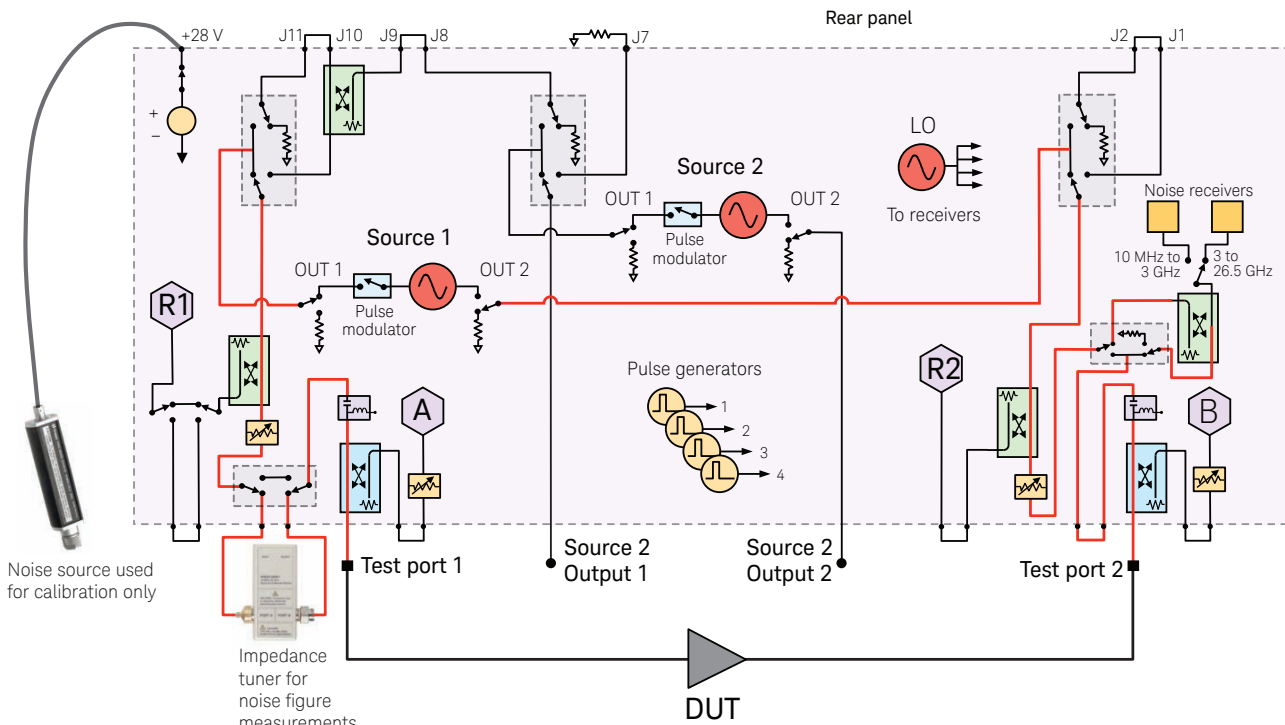 Rear panel
+28 V
J11
J10
J9
J8
J7
J2
J1
+
–
LO
To receivers
Noise receivers
10 MHz to
3 GHz
3 to
26.5 GHz
Source 2
OUT 1
OUT 2
Pulse
modulator
Source 1
OUT 1
OUT 2
Pulse
modulator
R1
A
R2
B
Pulse generators
1
2
3
4
Noise source used
for calibration only
Test port 1
Source 2
Output 1
Source 2
Output 2
Test port 2
Impedance
tuner for
noise figure
measurements
DUT